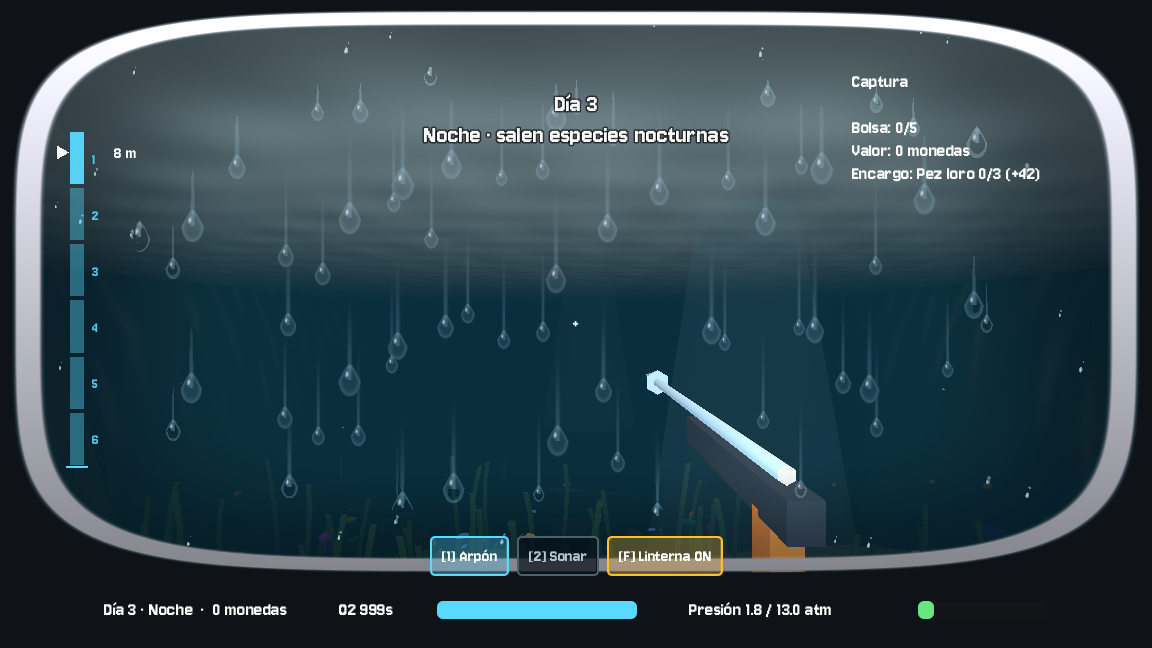 Día 3
Noche · salen especies nocturnas
Captura
Bolsa: 0/5
Valor: 0 monedas
Encargo: Pez loro 0/3 (+42)
8 m
1
2
3
4
5
6
[1] Arpón
[2] Sonar
[F] Linterna ON
Día 3 · Noche · 0 monedas
O2 999s
Presión 1.8 / 13.0 atm